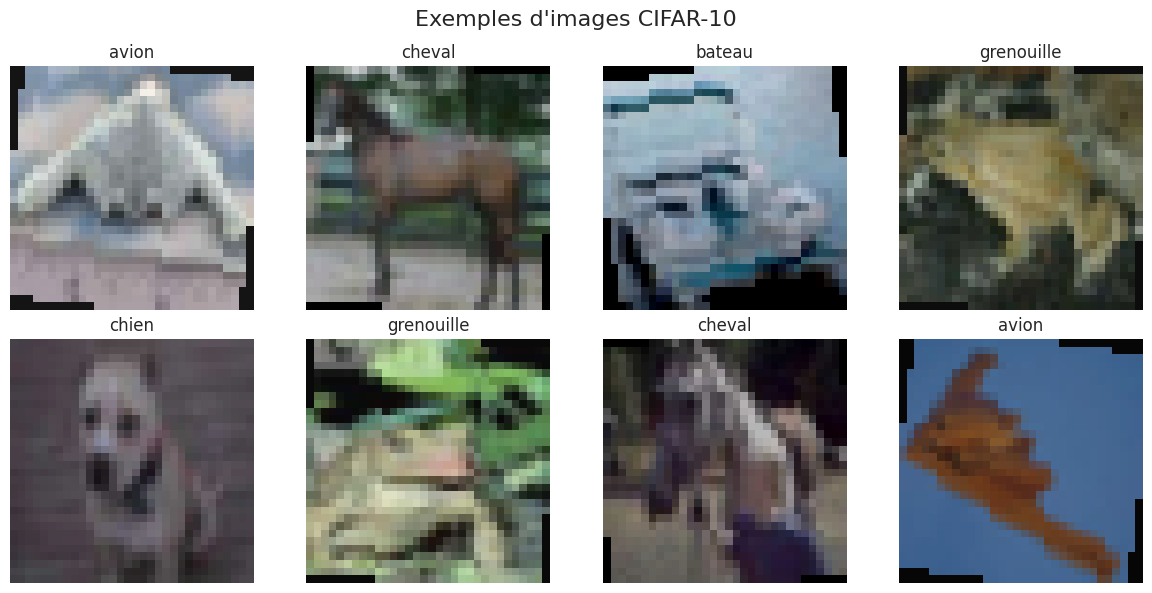 Exemples d'images CIFAR-10
avion cheval bateau grenouille
chien grenouille cheval avion